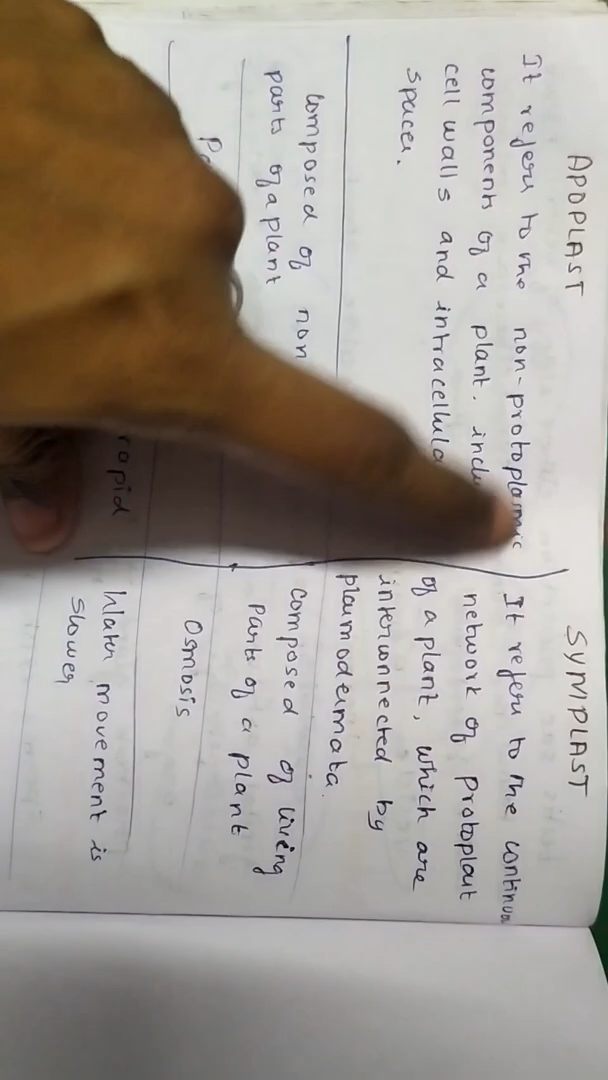 APOPLAST
It refers to the non-protoplasmic
components of a plant, inclu
cell walls and intracellula
spaces.
composed of non
parts of a plant
rapid
SYMPLAST
It refers to the continuo
network of protoplast
of a plant, which are
interconnected by
plasmodesmata.
composed of living
parts of a plant
Osmosis
Water movement is
slower